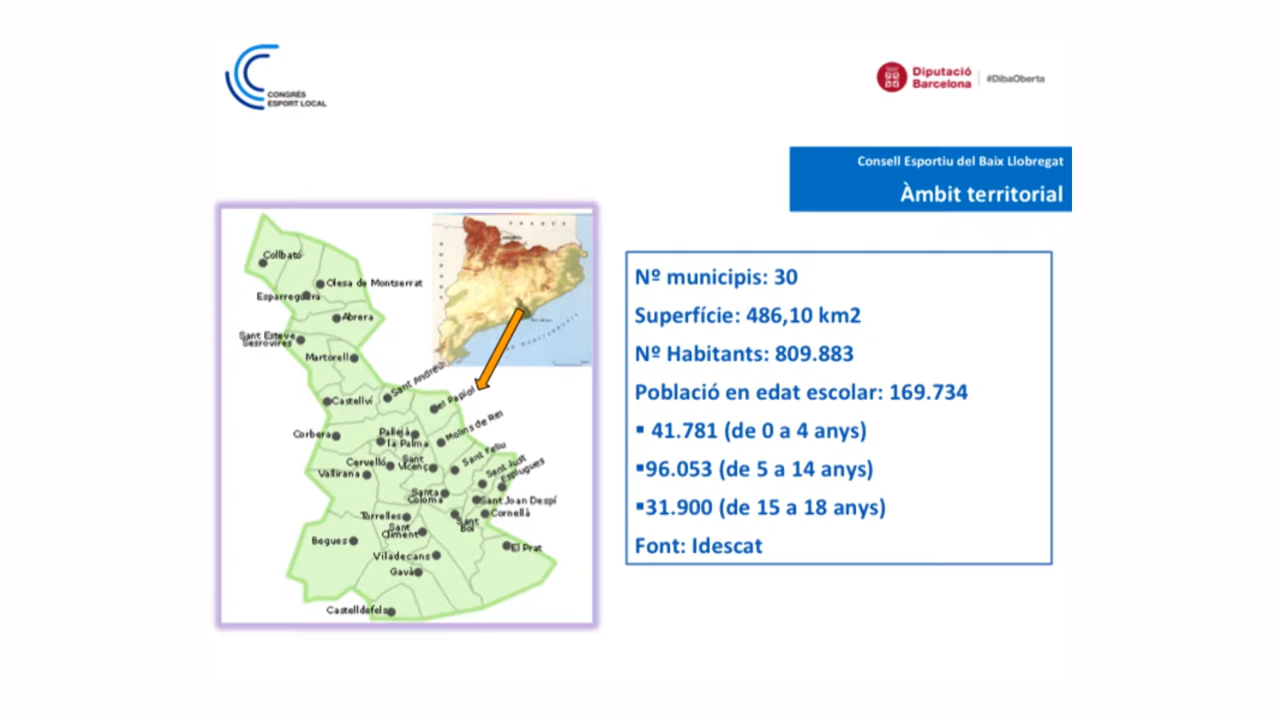 CONGRÉS
ESPORT LOCAL
Diputació
Barcelona
#DibaOberta
Consell Esportiu del Baix Llobregat
Àmbit territorial
Collbató
Olesa de Montserrat
Esparreguera
Abrera
Sant Esteve
Sesrovires
Martorell
Sant Andreu
Castellví
el Papiol
Corbera
Pallejà
la Palma
Molins de Rei
Cervelló
Sant
Vicenç
Sant Feliu
Vallirana
Sant Just
Esplugues
Santa
Coloma
Sant Joan Despí
Cornellà
Torrelles
Sant
Boi
Sant
Climent
Begues
El Prat
Viladecans
Gavà
Castelldefels
Nº municipis: 30
Superfície: 486,10 km2
Nº Habitants: 809.883
Població en edat escolar: 169.734
▪ 41.781 (de 0 a 4 anys)
▪96.053 (de 5 a 14 anys)
▪31.900 (de 15 a 18 anys)
Font: Idescat